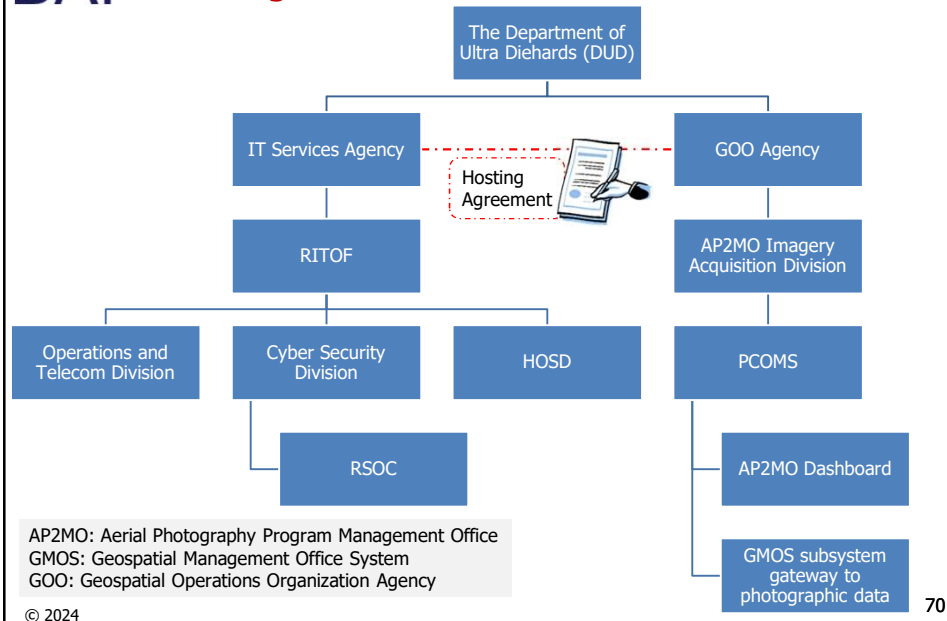 The Department of
Ultra Diehards (DUD)
IT Services Agency
GOO Agency
Hosting
Agreement
RITOF
AP2MO Imagery
Acquisition Division
Operations and
Telecom Division
Cyber Security
Division
HOSD
PCOMS
RSOC
AP2MO Dashboard
GMOS subsystem
gateway to
photographic data
AP2MO: Aerial Photography Program Management Office
GMOS: Geospatial Management Office System
GOO: Geospatial Operations Organization Agency
© 2024
70